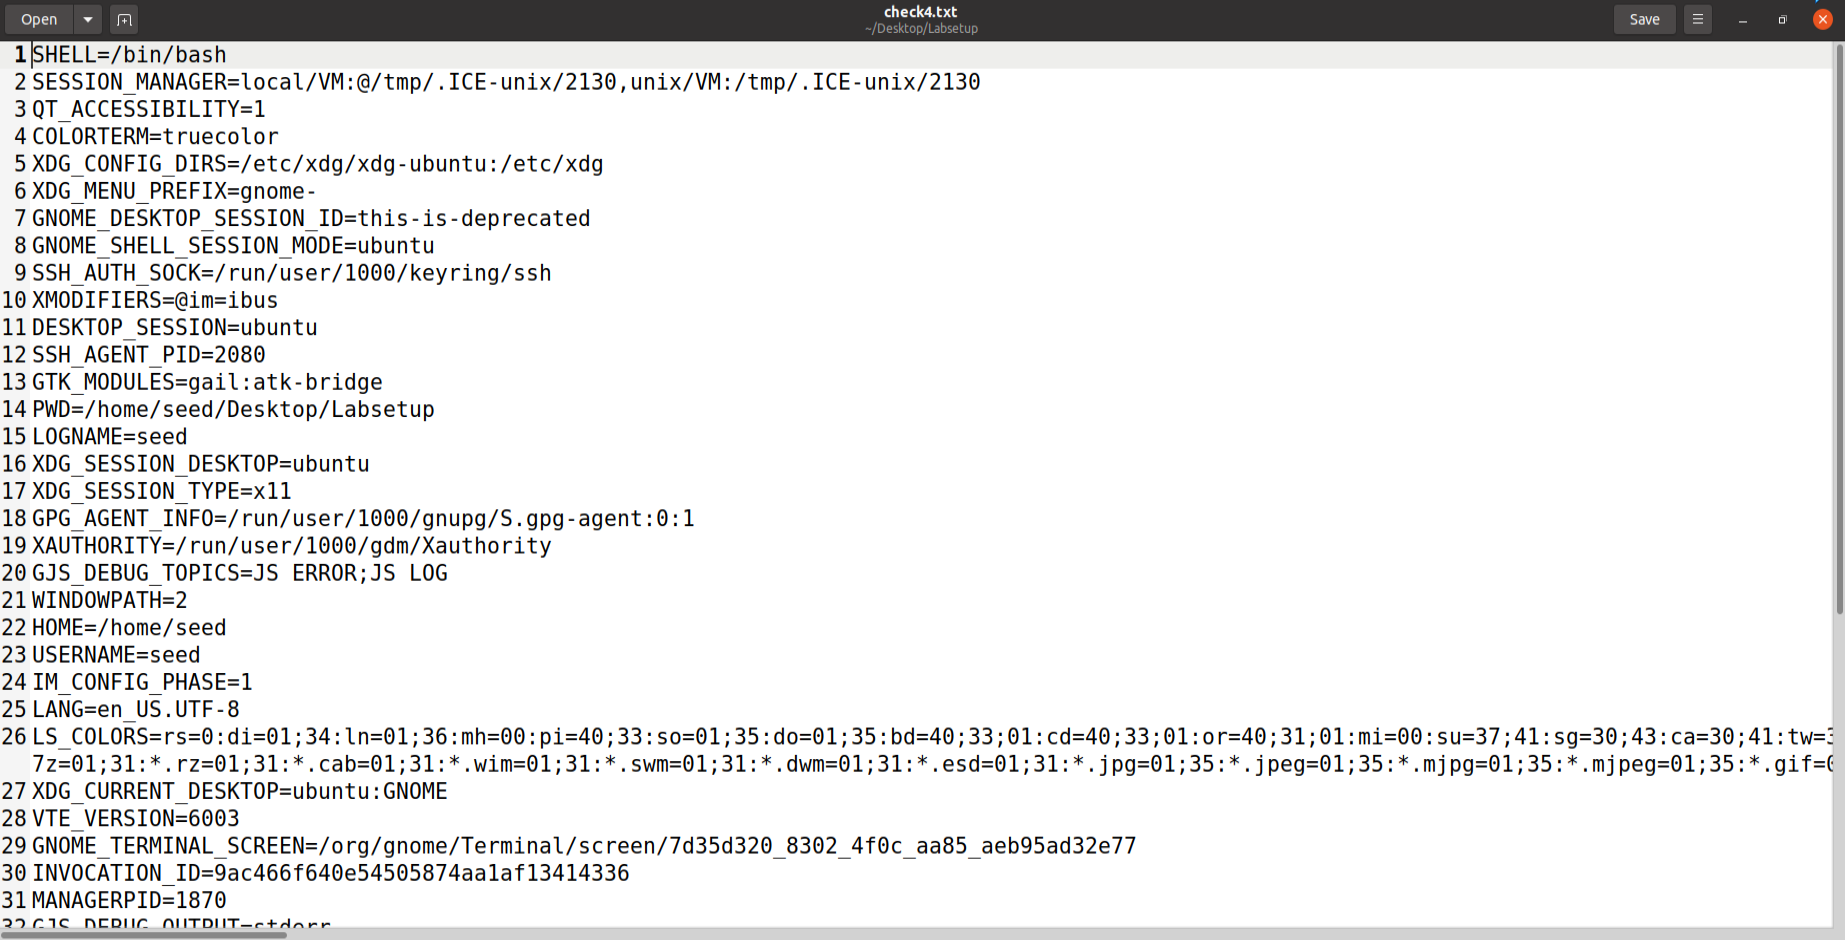 Open
check4.txt
~/Desktop/Labsetup
Save
1 SHELL=/bin/bash
2 SESSION_MANAGER=local/VM:@/tmp/.ICE-unix/2130,unix/VM:/tmp/.ICE-unix/2130
3 QT_ACCESSIBILITY=1
4 COLORTERM=truecolor
5 XDG_CONFIG_DIRS=/etc/xdg/xdg-ubuntu:/etc/xdg
6 XDG_MENU_PREFIX=gnome-
7 GNOME_DESKTOP_SESSION_ID=this-is-deprecated
8 GNOME_SHELL_SESSION_MODE=ubuntu
9 SSH_AUTH_SOCK=/run/user/1000/keyring/ssh
10 XMODIFIERS=@im=ibus
11 DESKTOP_SESSION=ubuntu
12 SSH_AGENT_PID=2080
13 GTK_MODULES=gail:atk-bridge
14 PWD=/home/seed/Desktop/Labsetup
15 LOGNAME=seed
16 XDG_SESSION_DESKTOP=ubuntu
17 XDG_SESSION_TYPE=x11
18 GPG_AGENT_INFO=/run/user/1000/gnupg/S.gpg-agent:0:1
19 XAUTHORITY=/run/user/1000/gdm/Xauthority
20 GJS_DEBUG_TOPICS=JS ERROR;JS LOG
21 WINDOWPATH=2
22 HOME=/home/seed
23 USERNAME=seed
24 IM_CONFIG_PHASE=1
25 LANG=en_US.UTF-8
26 LS_COLORS=rs=0:di=01;34:ln=01;36:mh=00:pi=40;33:so=01;35:do=01;35:bd=40;33;01:cd=40;33;01:or=40;31;01:mi=00:su=37;41:sg=30;43:ca=30;41:tw=3
7z=01;31:*.rz=01;31:*.cab=01;31:*.wim=01;31:*.swm=01;31:*.dwm=01;31:*.esd=01;31:*.jpg=01;35:*.jpeg=01;35:*.mjpg=01;35:*.mjpeg=01;35:*.gif=0
27 XDG_CURRENT_DESKTOP=ubuntu:GNOME
28 VTE_VERSION=6003
29 GNOME_TERMINAL_SCREEN=/org/gnome/Terminal/screen/7d35d320_8302_4f0c_aa85_aeb95ad32e77
30 INVOCATION_ID=9ac466f640e54505874aa1af13414336
31 MANAGERPID=1870
32 GJS_DEBUG_OUTPUT=stderr